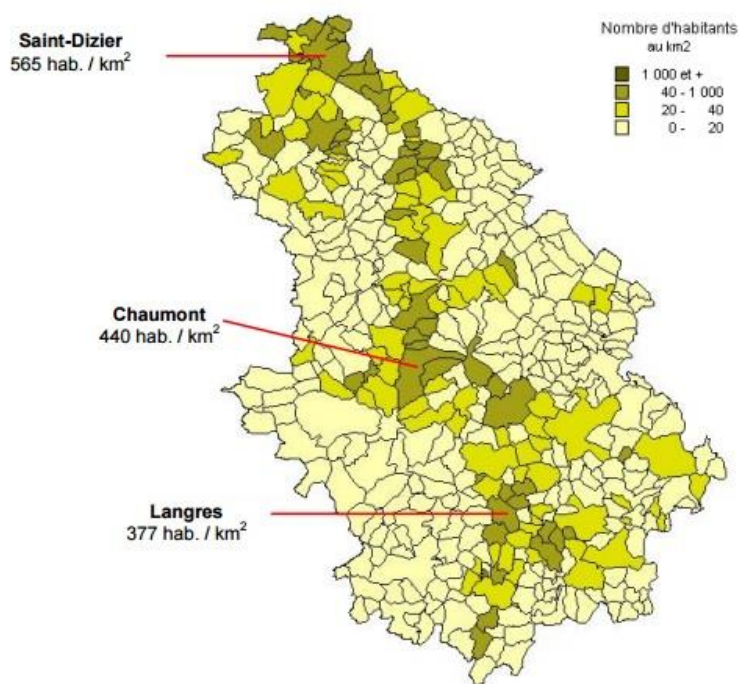 Saint-Dizier
565 hab. / km²
Nombre d'habitants
au km2
1 000 et +
40 - 1 000
20 - 40
0 - 20
Chaumont
440 hab. / km²
Langres
377 hab. / km²